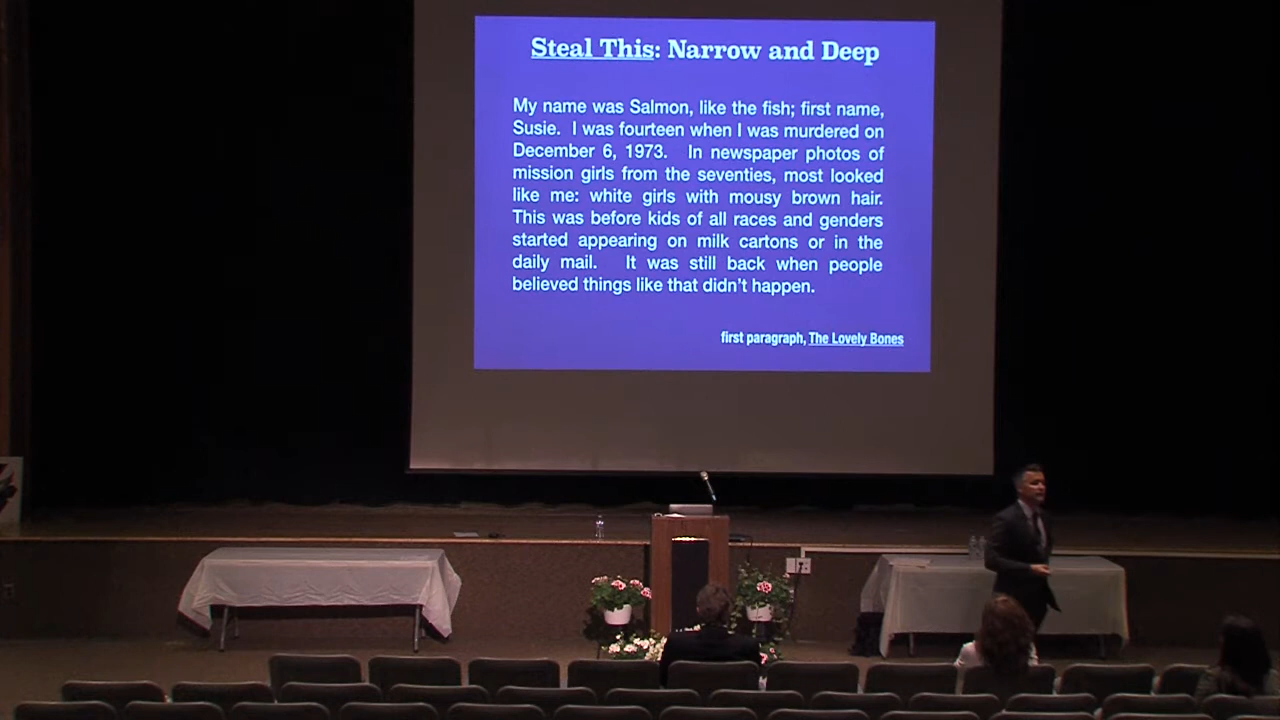 Steal This: Narrow and Deep
My name was Salmon, like the fish; first name,
Susie. I was fourteen when I was murdered on
December 6, 1973. In newspaper photos of
mission girls from the seventies, most looked
like me: white girls with mousy brown hair.
This was before kids of all races and genders
started appearing on milk cartons or in the
daily mail. It was still back when people
believed things like that didn't happen.
first paragraph, The Lovely Bones